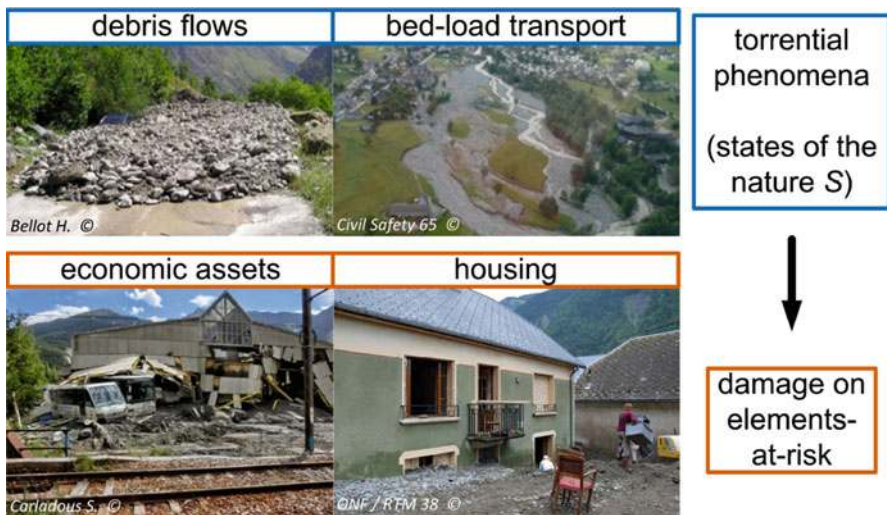 debris flows
bed-load transport
torrential
phenomena
(states of the
nature S)
Bellot H. ©
Civil Safety 65 ©
economic assets
housing
damage on
elements-
at-risk
Carladous S. ©
ONF / RTM 38 ©